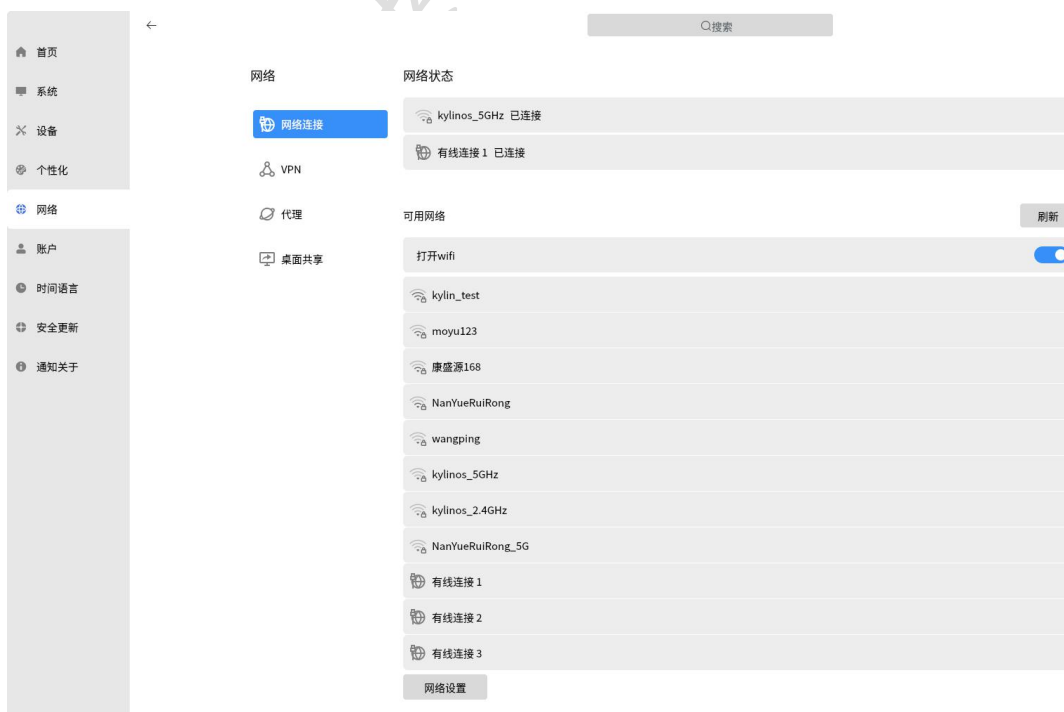 ←
搜索
首页
系统
设备
个性化
网络
账户
时间语言
安全更新
通知关于
网络
网络连接
VPN
代理
桌面共享
网络状态
kylinos_5GHz 已连接
有线连接 1 已连接
可用网络
刷新
打开wifi
kylin_test
moyu123
康盛源168
NanYueRuiRong
wangping
kylinos_5GHz
kylinos_2.4GHz
NanYueRuiRong_5G
有线连接 1
有线连接 2
有线连接 3
网络设置